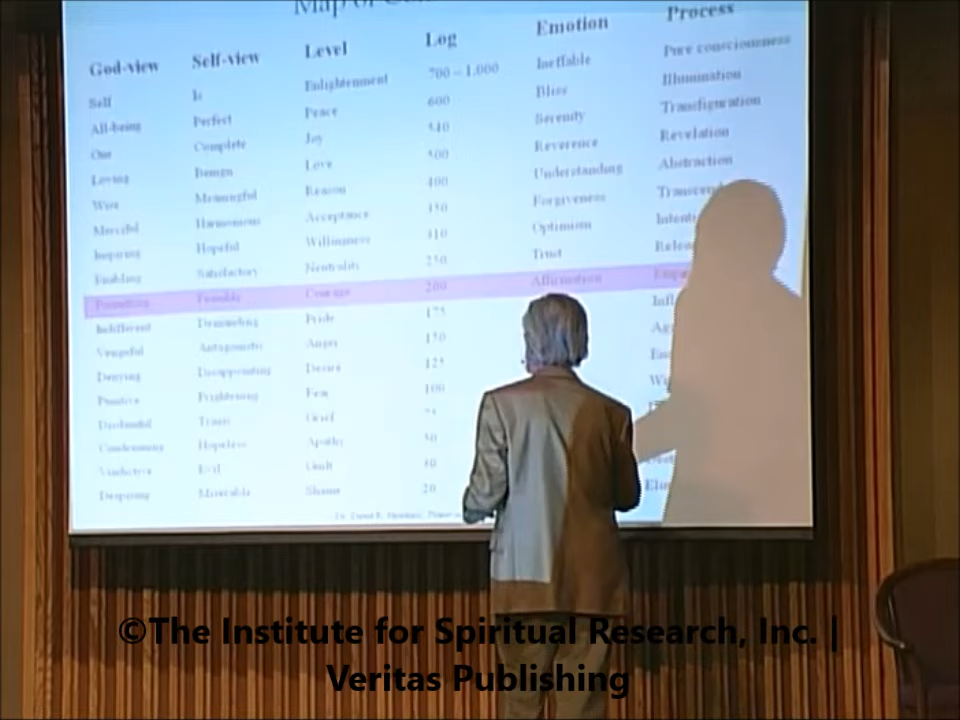 Map of
God-view Self-view Level Log Emotion Process
Self Is Enlightenment 700 – 1,000 Ineffable Pure consciousness
All-being Perfect Peace 600 Bliss Illumination
One Complete Joy 540 Serenity Transfiguration
Loving Benign Love 500 Reverence Revelation
Wise Meaningful Reason 400 Understanding Abstraction
Merciful Harmonious Acceptance 350 Forgiveness
Inspiring Hopeful Willingness 310 Optimism
Enabling Satisfactory Neutrality 250 Trust
Permitting Feasible Courage 200 Affirmation
Indifferent Demanding Pride 175
Vengeful Antagonistic Anger 150
Denying Disappointing Desire 125
Punitive Frightening Fear 100
Disdainful Tragic Grief 75
Condemning Hopeless Apathy 50
Vindictive Evil Guilt 30
Despising Miserable Shame 20
©The Institute for Spiritual Research, Inc. |
Veritas Publishing